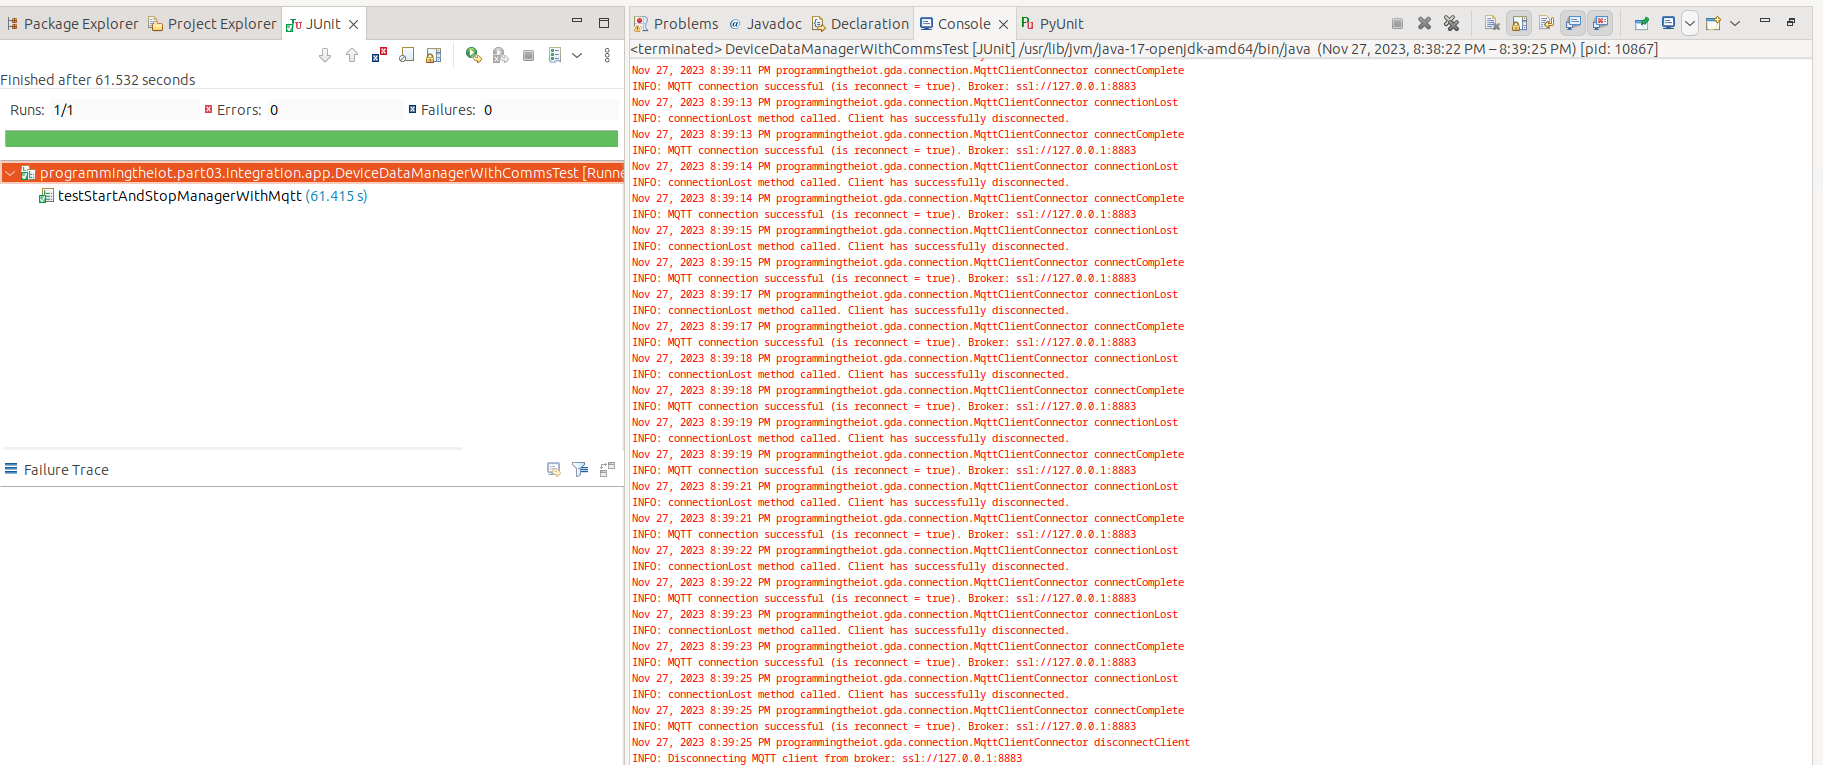 Package Explorer Project Explorer JUnit
Finished after 61.532 seconds
Runs: 1/1 Errors: 0 Failures: 0
programmingtheiot.part03.integration.app.DeviceDataManagerWithCommsTest [Runne
testStartAndStopManagerWithMqtt (61.415 s)
Failure Trace
Problems Javadoc Declaration Console PyUnit
<terminated> DeviceDataManagerWithCommsTest [JUnit] /usr/lib/jvm/java-17-openjdk-amd64/bin/java (Nov 27, 2023, 8:38:22 PM – 8:39:25 PM) [pid: 10867]
Nov 27, 2023 8:39:11 PM programmingtheiot.gda.connection.MqttClientConnector connectComplete
INFO: MQTT connection successful (is reconnect = true). Broker: ssl://127.0.0.1:8883
Nov 27, 2023 8:39:13 PM programmingtheiot.gda.connection.MqttClientConnector connectionLost
INFO: connectionLost method called. Client has successfully disconnected.
Nov 27, 2023 8:39:13 PM programmingtheiot.gda.connection.MqttClientConnector connectComplete
INFO: MQTT connection successful (is reconnect = true). Broker: ssl://127.0.0.1:8883
Nov 27, 2023 8:39:14 PM programmingtheiot.gda.connection.MqttClientConnector connectionLost
INFO: connectionLost method called. Client has successfully disconnected.
Nov 27, 2023 8:39:14 PM programmingtheiot.gda.connection.MqttClientConnector connectComplete
INFO: MQTT connection successful (is reconnect = true). Broker: ssl://127.0.0.1:8883
Nov 27, 2023 8:39:15 PM programmingtheiot.gda.connection.MqttClientConnector connectionLost
INFO: connectionLost method called. Client has successfully disconnected.
Nov 27, 2023 8:39:15 PM programmingtheiot.gda.connection.MqttClientConnector connectComplete
INFO: MQTT connection successful (is reconnect = true). Broker: ssl://127.0.0.1:8883
Nov 27, 2023 8:39:17 PM programmingtheiot.gda.connection.MqttClientConnector connectionLost
INFO: connectionLost method called. Client has successfully disconnected.
Nov 27, 2023 8:39:17 PM programmingtheiot.gda.connection.MqttClientConnector connectComplete
INFO: MQTT connection successful (is reconnect = true). Broker: ssl://127.0.0.1:8883
Nov 27, 2023 8:39:18 PM programmingtheiot.gda.connection.MqttClientConnector connectionLost
INFO: connectionLost method called. Client has successfully disconnected.
Nov 27, 2023 8:39:18 PM programmingtheiot.gda.connection.MqttClientConnector connectComplete
INFO: MQTT connection successful (is reconnect = true). Broker: ssl://127.0.0.1:8883
Nov 27, 2023 8:39:19 PM programmingtheiot.gda.connection.MqttClientConnector connectionLost
INFO: connectionLost method called. Client has successfully disconnected.
Nov 27, 2023 8:39:19 PM programmingtheiot.gda.connection.MqttClientConnector connectComplete
INFO: MQTT connection successful (is reconnect = true). Broker: ssl://127.0.0.1:8883
Nov 27, 2023 8:39:21 PM programmingtheiot.gda.connection.MqttClientConnector connectionLost
INFO: connectionLost method called. Client has successfully disconnected.
Nov 27, 2023 8:39:21 PM programmingtheiot.gda.connection.MqttClientConnector connectComplete
INFO: MQTT connection successful (is reconnect = true). Broker: ssl://127.0.0.1:8883
Nov 27, 2023 8:39:22 PM programmingtheiot.gda.connection.MqttClientConnector connectionLost
INFO: connectionLost method called. Client has successfully disconnected.
Nov 27, 2023 8:39:22 PM programmingtheiot.gda.connection.MqttClientConnector connectComplete
INFO: MQTT connection successful (is reconnect = true). Broker: ssl://127.0.0.1:8883
Nov 27, 2023 8:39:23 PM programmingtheiot.gda.connection.MqttClientConnector connectionLost
INFO: connectionLost method called. Client has successfully disconnected.
Nov 27, 2023 8:39:23 PM programmingtheiot.gda.connection.MqttClientConnector connectComplete
INFO: MQTT connection successful (is reconnect = true). Broker: ssl://127.0.0.1:8883
Nov 27, 2023 8:39:25 PM programmingtheiot.gda.connection.MqttClientConnector connectionLost
INFO: connectionLost method called. Client has successfully disconnected.
Nov 27, 2023 8:39:25 PM programmingtheiot.gda.connection.MqttClientConnector connectComplete
INFO: MQTT connection successful (is reconnect = true). Broker: ssl://127.0.0.1:8883
Nov 27, 2023 8:39:25 PM programmingtheiot.gda.connection.MqttClientConnector disconnectClient
INFO: Disconnecting MQTT client from broker: ssl://127.0.0.1:8883